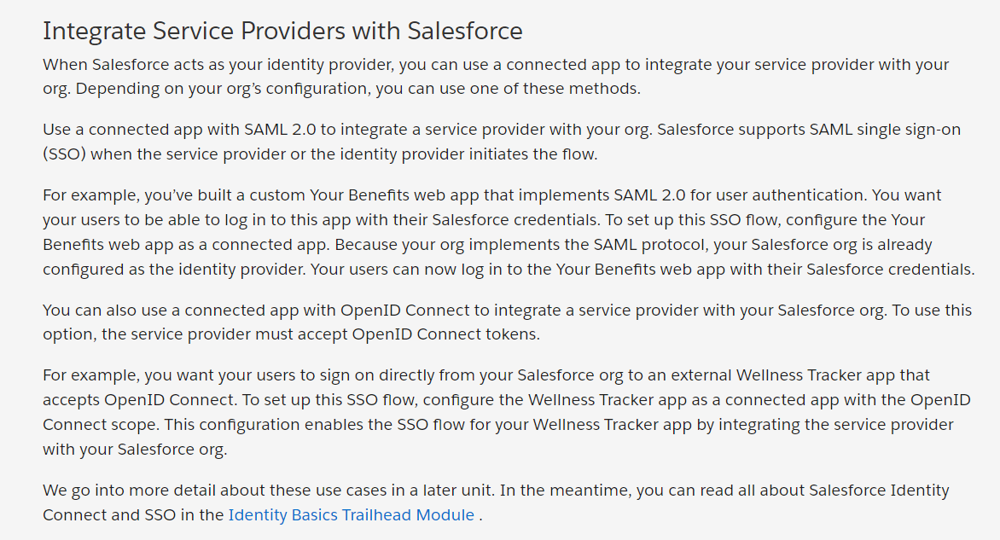 Integrate Service Providers with Salesforce
When Salesforce acts as your identity provider, you can use a connected app to integrate your service provider with your
org. Depending on your org’s configuration, you can use one of these methods.
Use a connected app with SAML 2.0 to integrate a service provider with your org. Salesforce supports SAML single sign-on
(SSO) when the service provider or the identity provider initiates the flow.
For example, you’ve built a custom Your Benefits web app that implements SAML 2.0 for user authentication. You want
your users to be able to log in to this app with their Salesforce credentials. To set up this SSO flow, configure the Your
Benefits web app as a connected app. Because your org implements the SAML protocol, your Salesforce org is already
configured as the identity provider. Your users can now log in to the Your Benefits web app with their Salesforce credentials.
You can also use a connected app with OpenID Connect to integrate a service provider with your Salesforce org. To use this
option, the service provider must accept OpenID Connect tokens.
For example, you want your users to sign on directly from your Salesforce org to an external Wellness Tracker app that
accepts OpenID Connect. To set up this SSO flow, configure the Wellness Tracker app as a connected app with the OpenID
Connect scope. This configuration enables the SSO flow for your Wellness Tracker app by integrating the service provider
with your Salesforce org.
We go into more detail about these use cases in a later unit. In the meantime, you can read all about Salesforce Identity
Connect and SSO in the Identity Basics Trailhead Module .